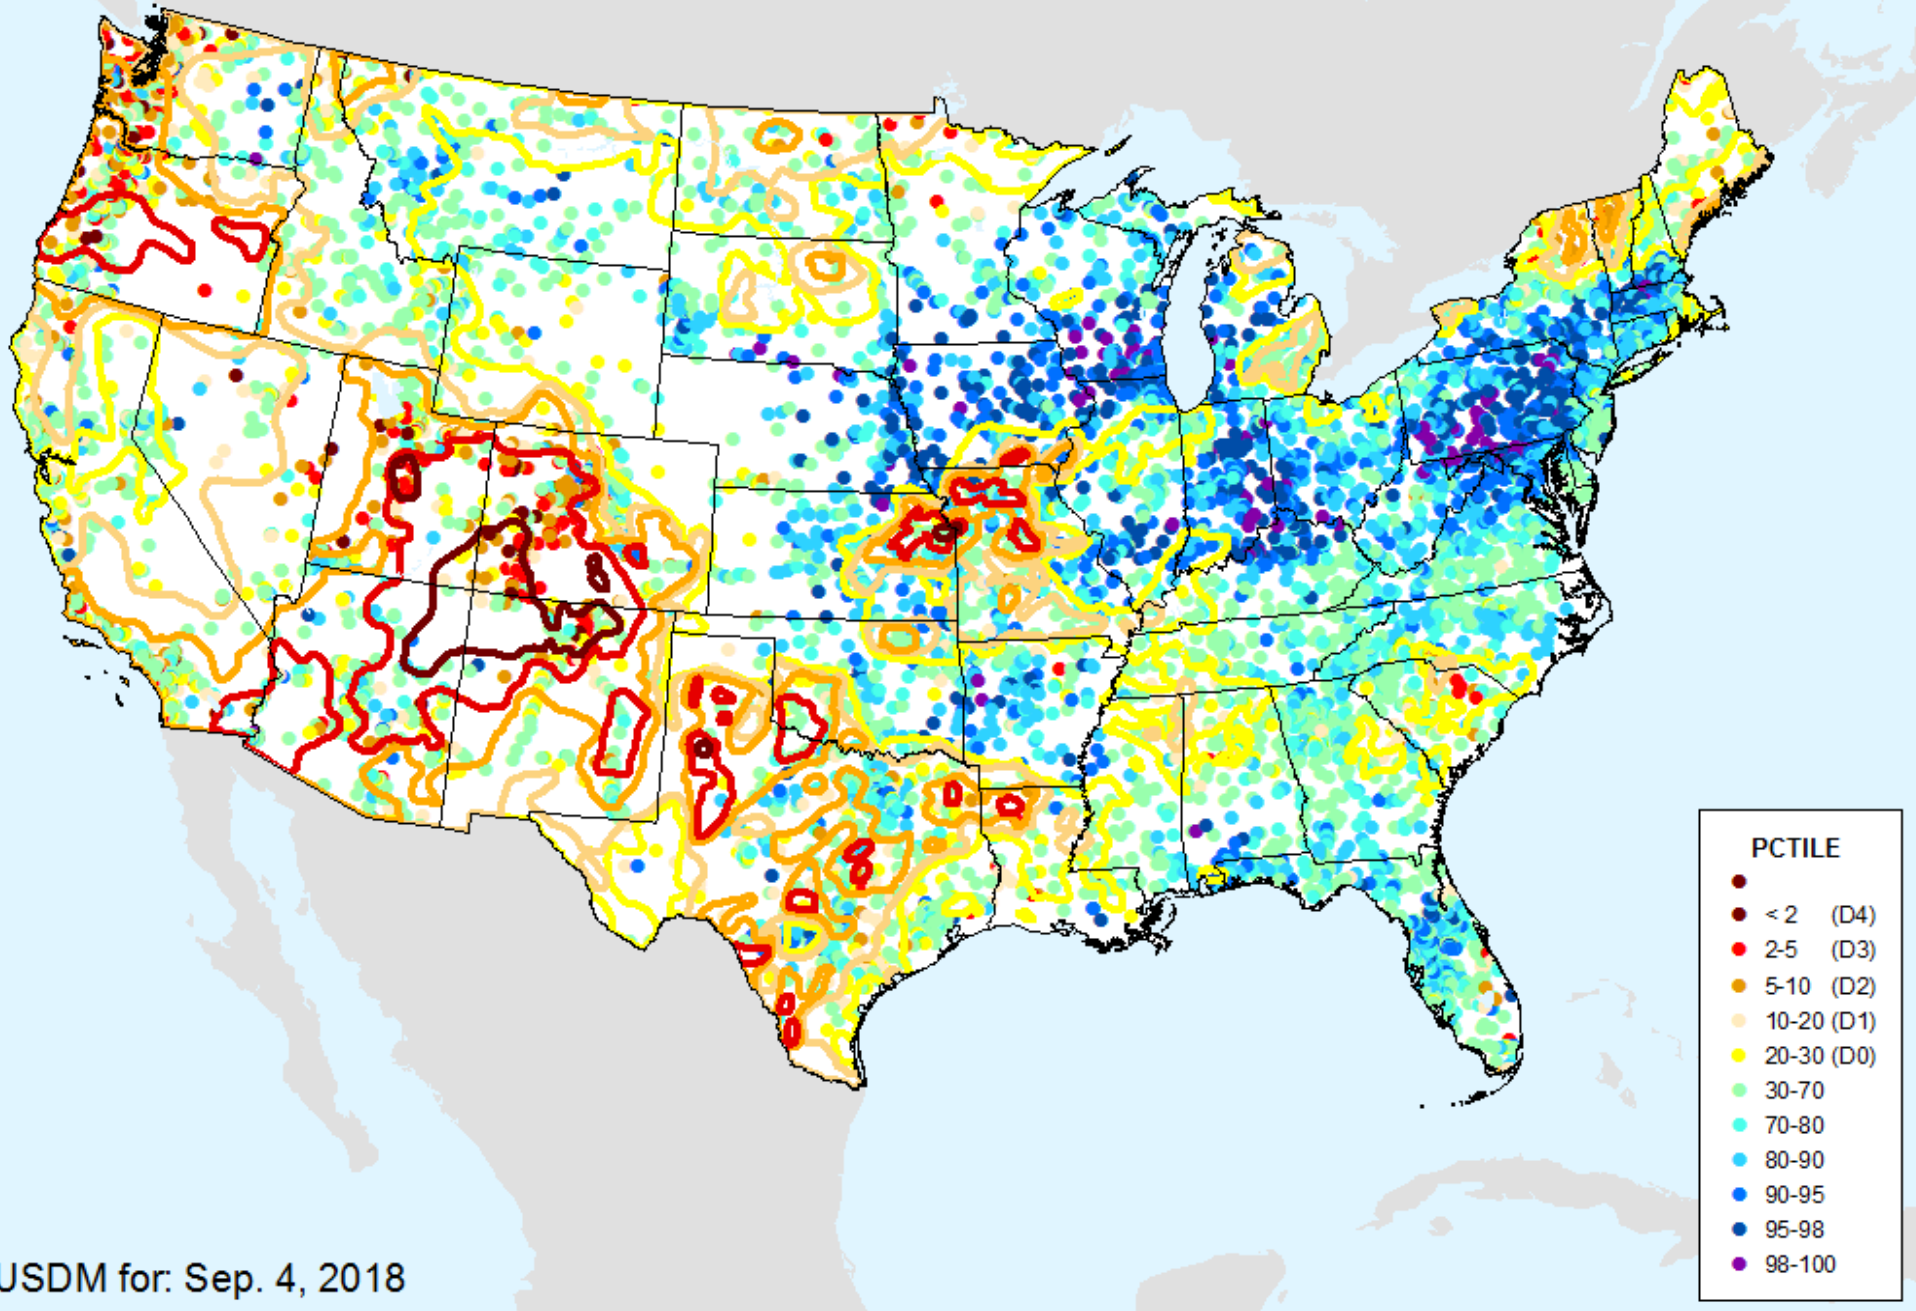 PCTILE
< 2 (D4)
2-5 (D3)
5-10 (D2)
10-20 (D1)
20-30 (D0)
30-70
70-80
80-90
90-95
95-98
98-100
USDM for: Sep. 4, 2018